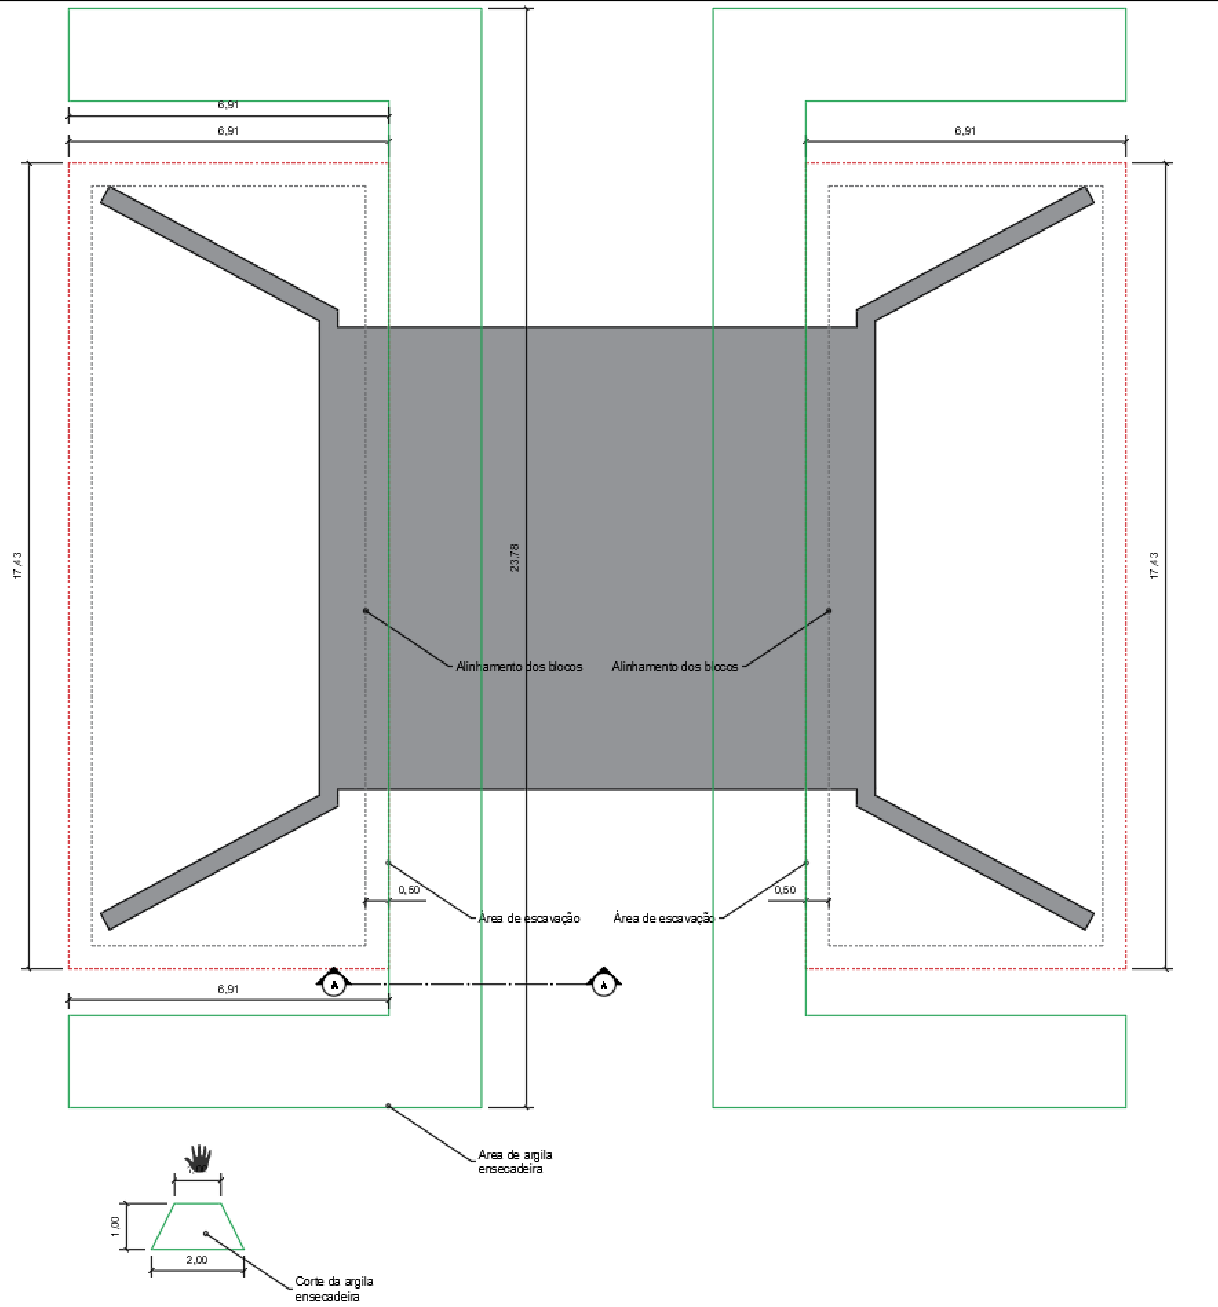 6,91
6,91
6,91
17,43
23,78
17,43
Alinhamento dos blocos
Alinhamento dos blocos
0,50
0,50
Área de escavação
Área de escavação
A
A
6,91
Area de argila
ensecadeira
1,00
2,00
Corte da argila
ensecadeira